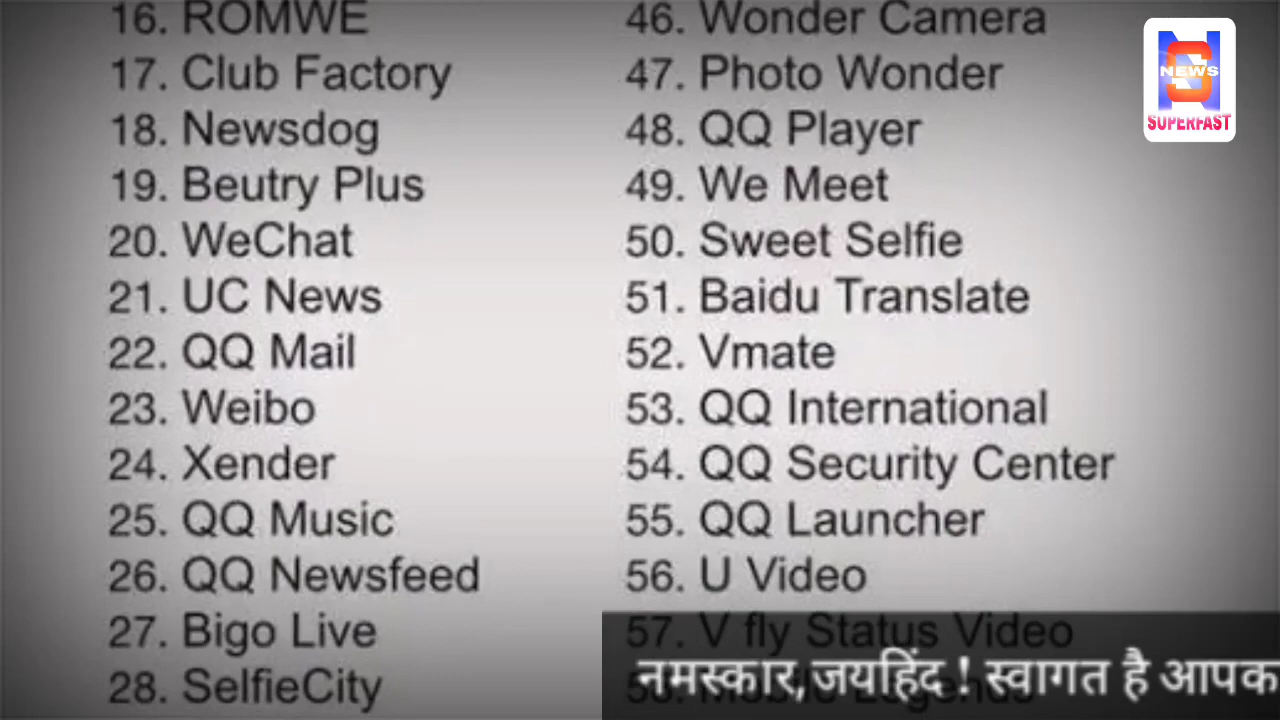 16. ROMWE
17. Club Factory
18. Newsdog
19. Beutry Plus
20. WeChat
21. UC News
22. QQ Mail
23. Weibo
24. Xender
25. QQ Music
26. QQ Newsfeed
27. Bigo Live
28. SelfieCity
46. Wonder Camera
47. Photo Wonder
48. QQ Player
49. We Meet
50. Sweet Selfie
51. Baidu Translate
52. Vmate
53. QQ International
54. QQ Security Center
55. QQ Launcher
56. U Video
57. V fly Status Video
58. Mobile Legends
NEWS
SUPERFAST
नमस्कार,जयहिंद ! स्वागत है आपक